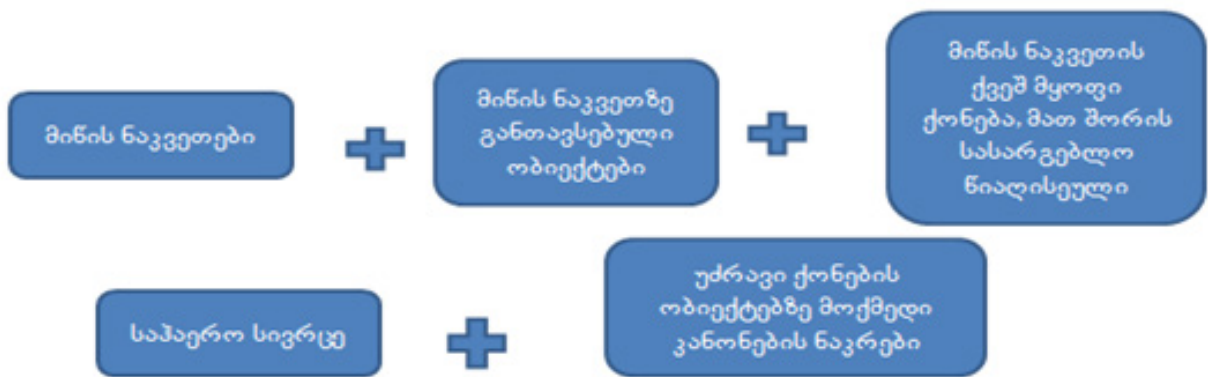 მიწის ნაკვეთები
მიწის ნაკვეთზე
განთავსებული
ობიექტები
მიწის ნაკვეთის
ქვეშ მყოფი
ქონება, მათ შორის
სასარგებლო
წიაღისეული
საჰაერო სივრცე
უძრავი ქონების
ობიექტებზე მოქმედი
კანონების ნაკრები